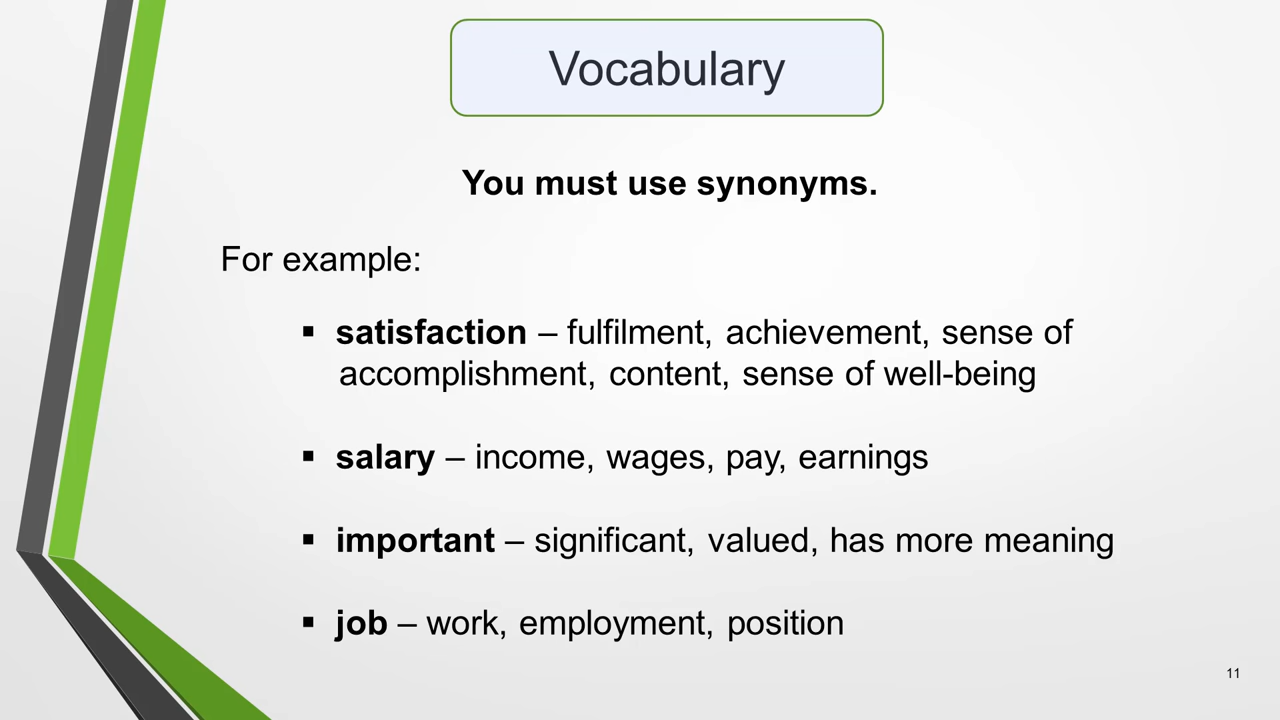 Vocabulary
You must use synonyms.
For example:
▪ satisfaction – fulfilment, achievement, sense of
accomplishment, content, sense of well-being
▪ salary – income, wages, pay, earnings
▪ important – significant, valued, has more meaning
▪ job – work, employment, position
11